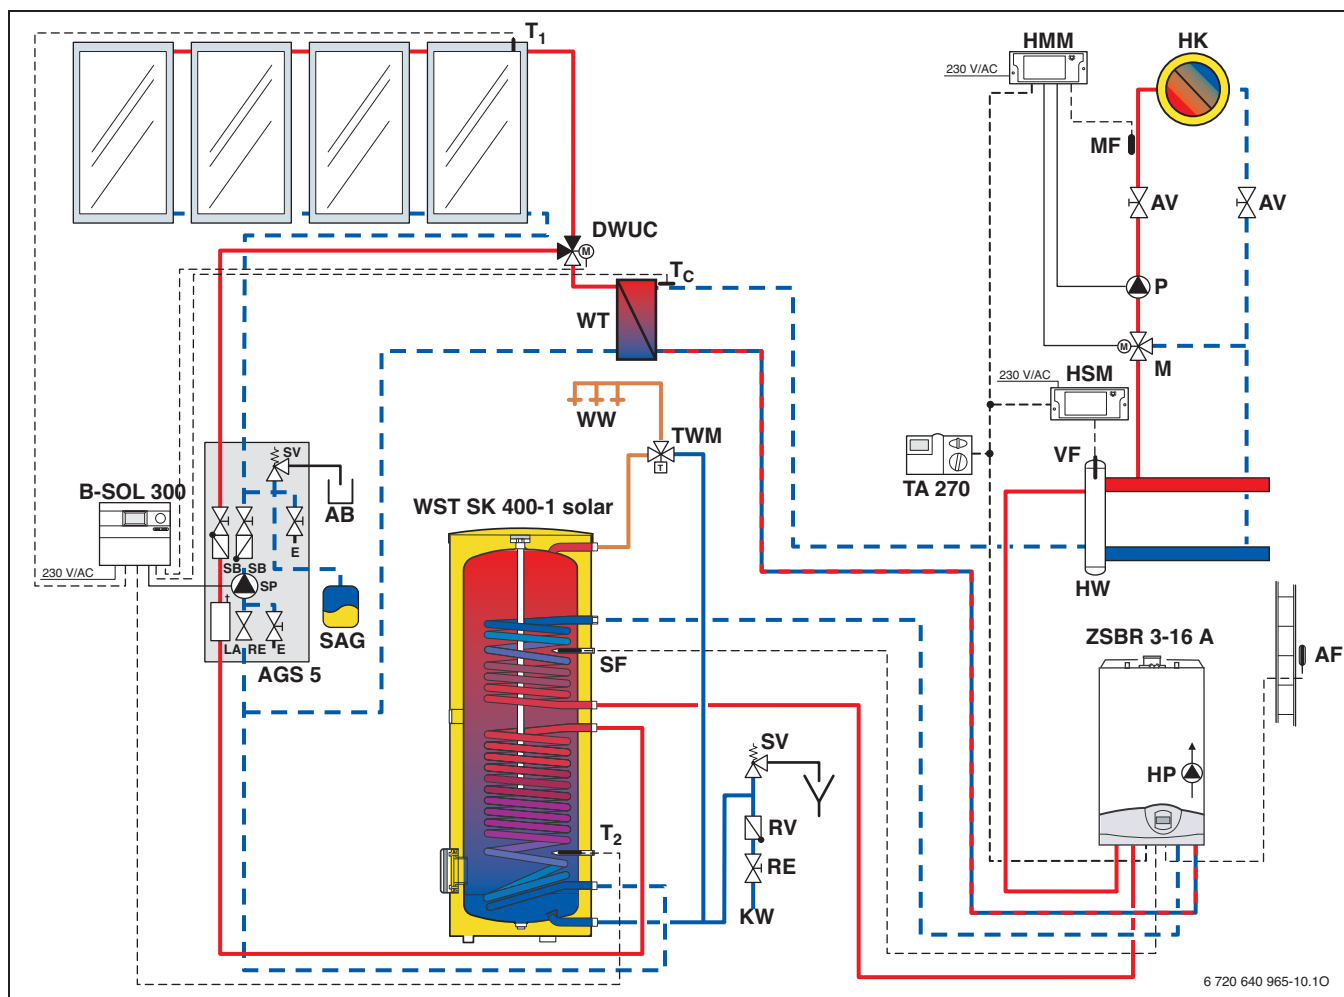 T1
HMM
HK
230 V/AC
MF
AV
AV
DWUC
M
TC
P
WT
M
M
230 V/AC
HSM
WW
TWM
T
VF
SV
TA 270
B-SOL 300
AB
WST SK 400-1 solar
E
SB
SB
230 V/AC
SP
HW
t
SAG
ZSBR 3-16 A
LA
RE
E
SF
AF
AGS 5
SV
HP
RV
T2
RE
KW
6 720 640 965-10.1O